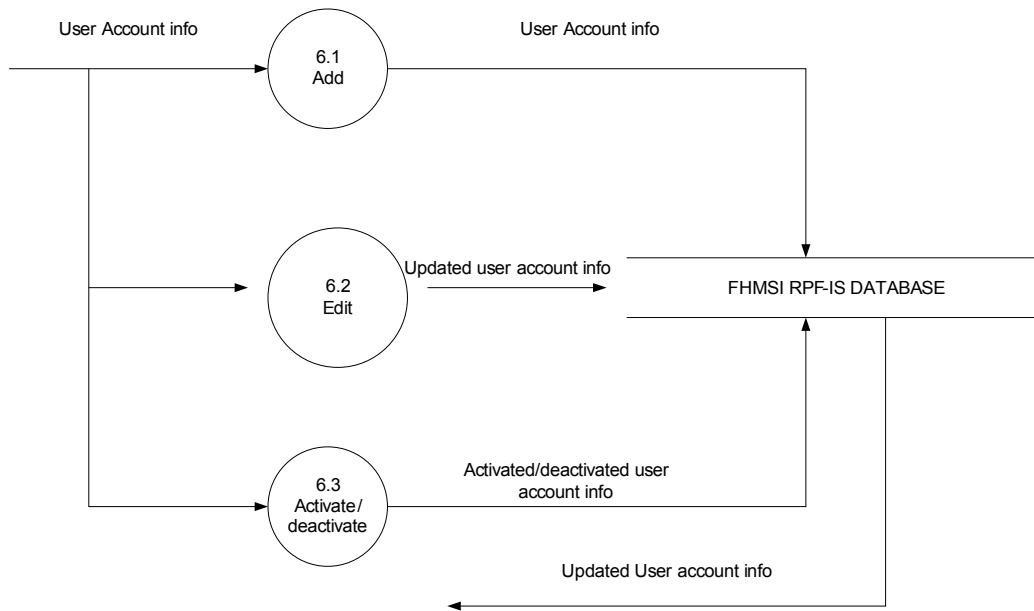 User Account info
User Account info
6.1
Add
6.2
Edit
Updated user account info
FHMSI RPF-IS DATABASE
6.3
Activate/
deactivate
Activated/deactivated user
account info
Updated User account info